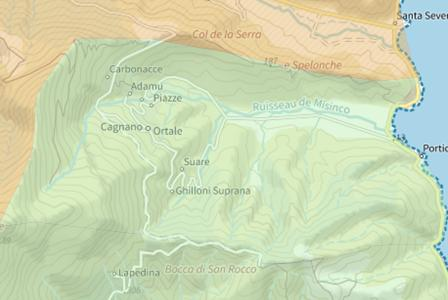 Santa Sever
Col de la Serra
187
e Spelonche
Carbonacce
Adamu
Piazze
Ruisseau de Misinco
Cagnano
Ortale
Portic
Suare
Ghilloni Suprana
Lapedina
Bocca di San Rocco